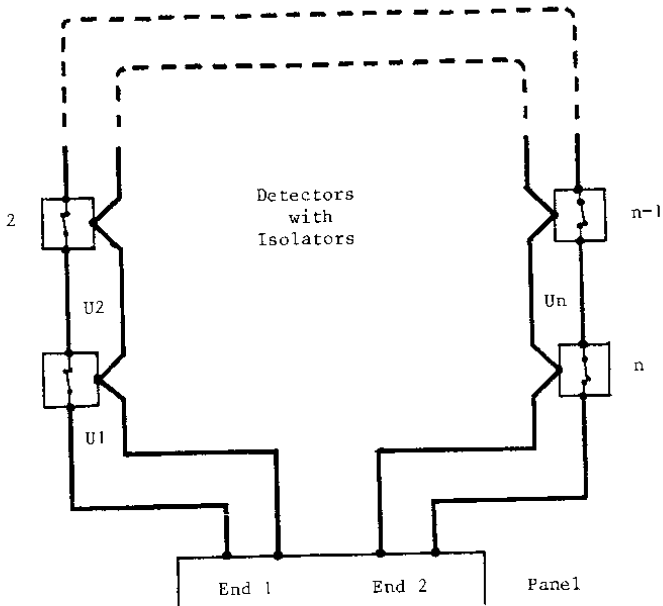 Detectors
with
Isolators
2
n-1
U2
Un
n
U1
End 1
End 2
Panel